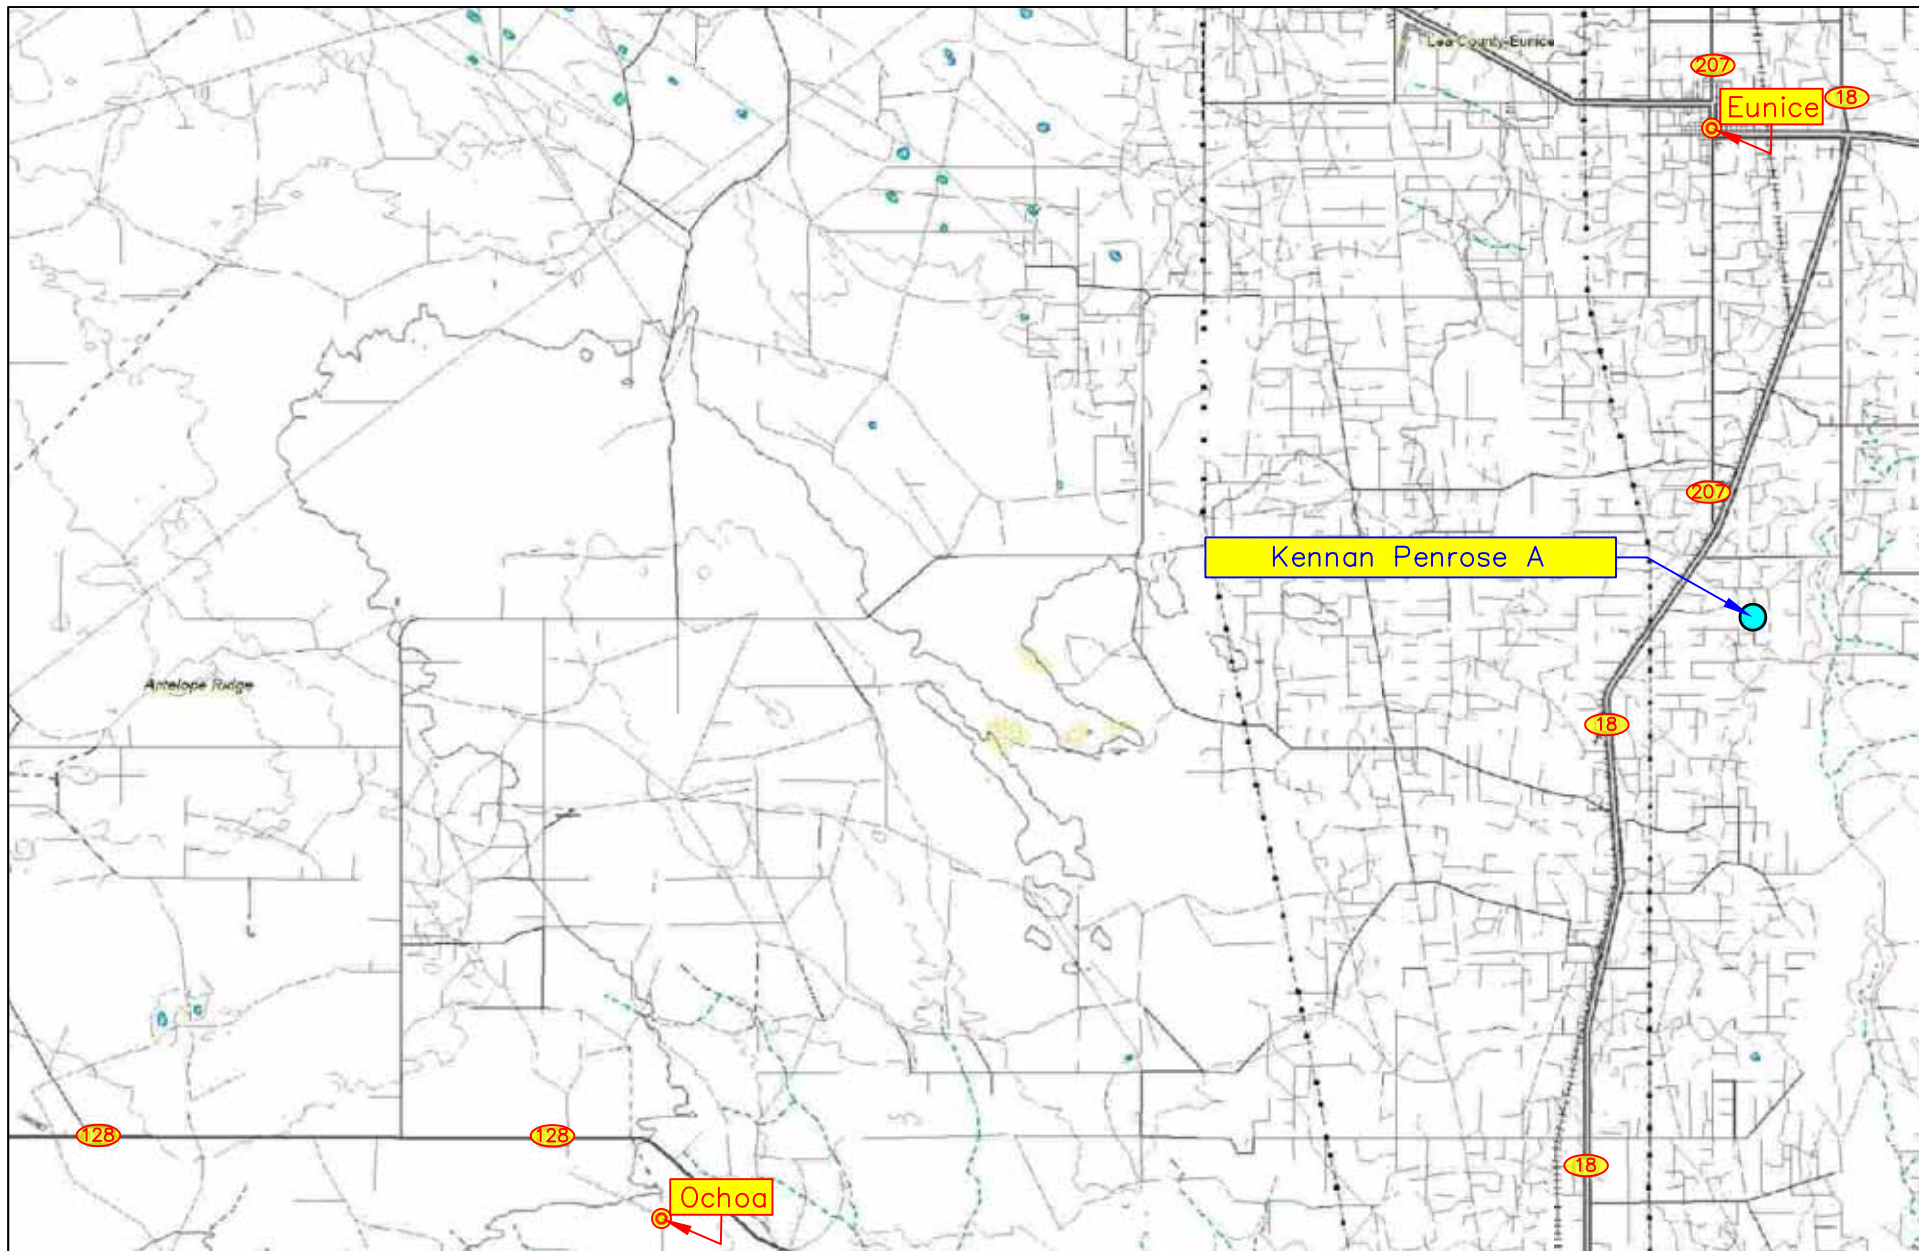 Lea County-Eunice
207
18
Eunice
207
Kennan Penrose A
Antelope Ridge
18
128
128
18
Ochoa